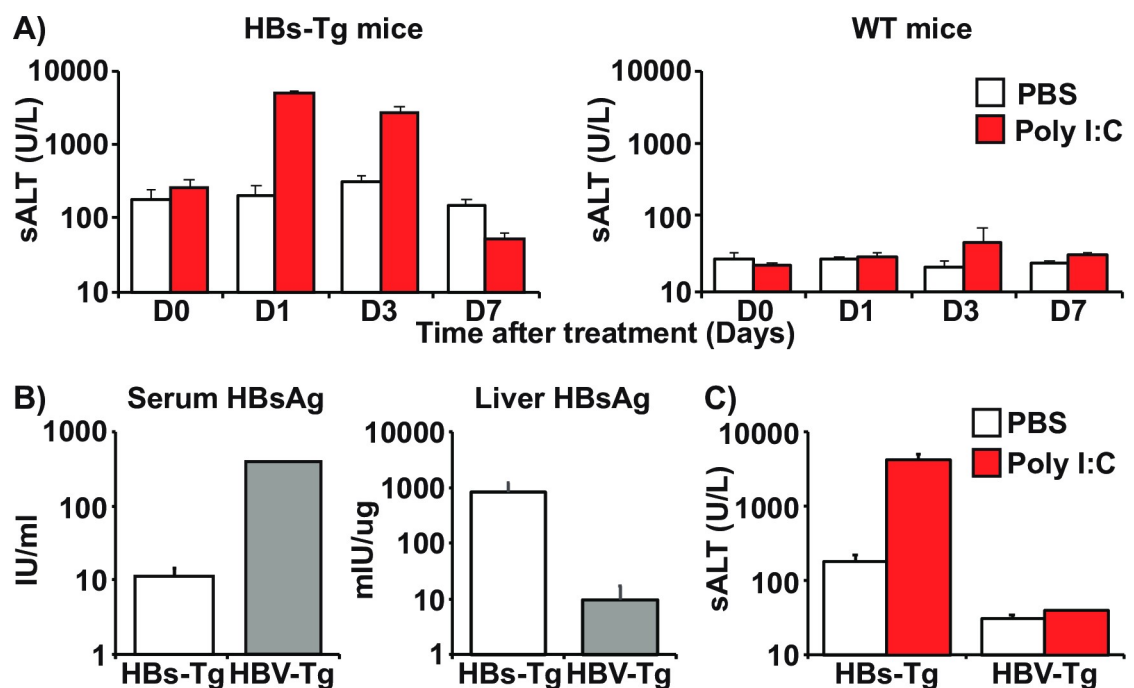 A)
HBs-Tg mice
WT mice
sALT (U/L)
10000
1000
100
10
D0 D1 D3 D7
sALT (U/L)
10000
1000
100
10
D0 D1 D3 D7
PBS
Poly I:C
Time after treatment (Days)
B)
Serum HBsAg
IU/ml
1000
100
10
1
HBs-Tg HBV-Tg
Liver HBsAg
mIU/ug
10000
1000
100
10
1
HBs-Tg HBV-Tg
C)
PBS
Poly I:C
sALT (U/L)
10000
1000
100
10
HBs-Tg HBV-Tg